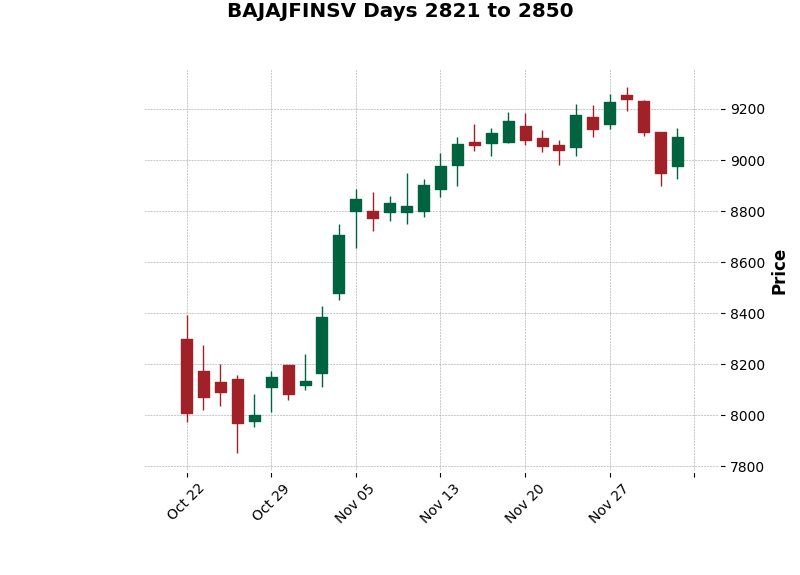 BAJAJFINSV Days 2821 to 2850
9200
9000
8800
8600
8400
8200
8000
7800
Price
Oct 22
Oct 29
Nov 05
Nov 13
Nov 20
Nov 27